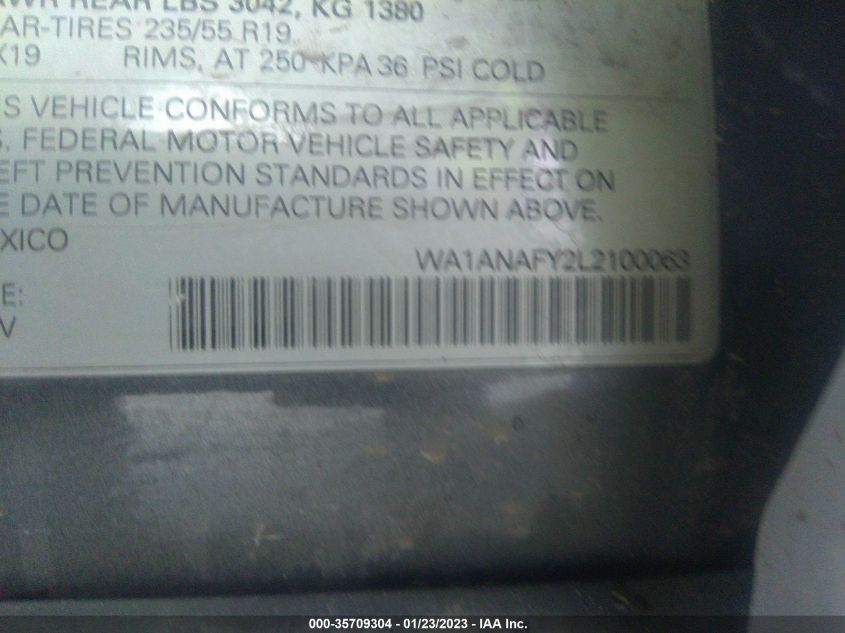 REAR LBS 3042, KG 1380
AR-TIRES 235/55 R19
X19 RIMS, AT 250 KPA 36 PSI COLD
S VEHICLE CONFORMS TO ALL APPLICABLE
S. FEDERAL MOTOR VEHICLE SAFETY AND
EFT PREVENTION STANDARDS IN EFFECT ON
E DATE OF MANUFACTURE SHOWN ABOVE.
EXICO
WA1ANAFY2L2100063
E:
V
000-35709304 - 01/23/2023 - IAA Inc.